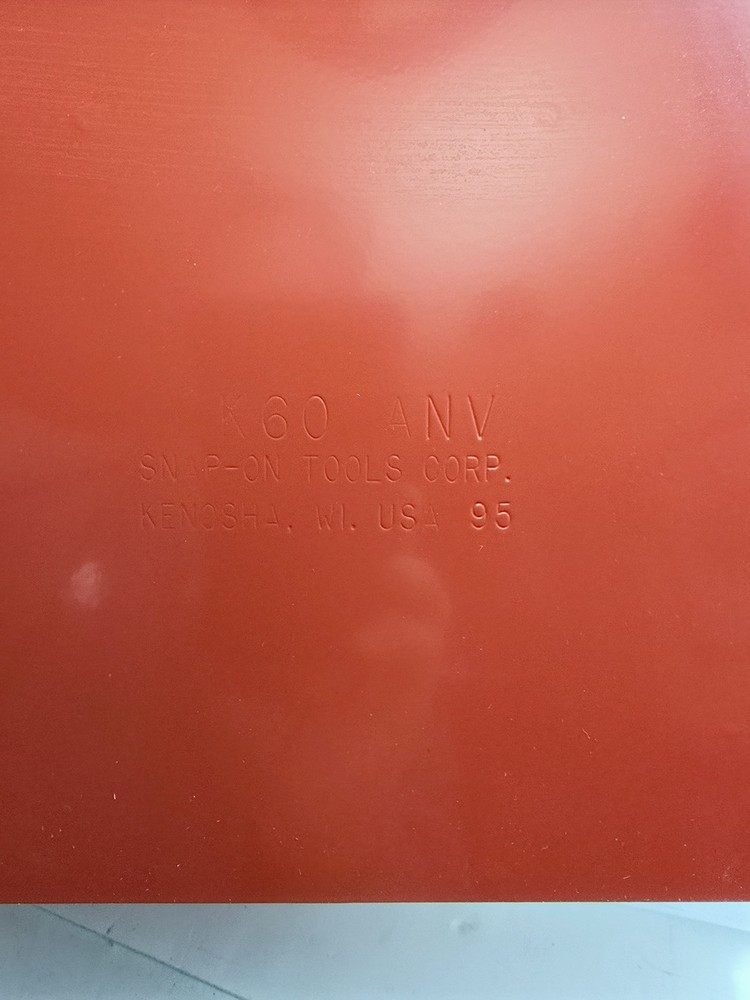 K60 ANV
SNAP-ON TOOLS CORP.
KENOSHA, WI. USA 95